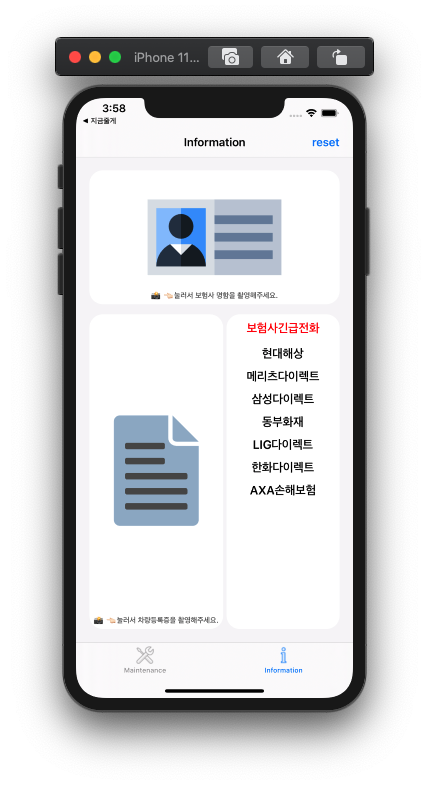 iPhone 11...
3:58
◀ 지금줄게
Information
reset
📸 👈🏻눌러서 보험사 명함을 촬영해주세요.
보험사긴급전화
현대해상
메리츠다이렉트
삼성다이렉트
동부화재
LIG다이렉트
한화다이렉트
AXA손해보험
📸 👈🏻눌러서 차량등록증을 촬영해주세요.
Maintenance
Information